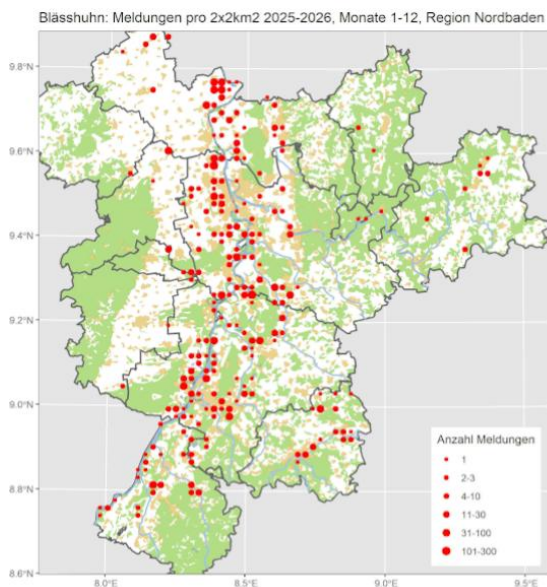 Blässhuhn: Meldungen pro 2x2km2 2025-2026, Monate 1-12, Region Nordbaden
9.8°N
9.6°N
9.4°N
9.2°N
9.0°N
8.8°N
Anzahl Meldungen
1
2-3
4-10
11-30
31-100
101-300
8.0°E
8.5°E
9.0°E
9.5°E